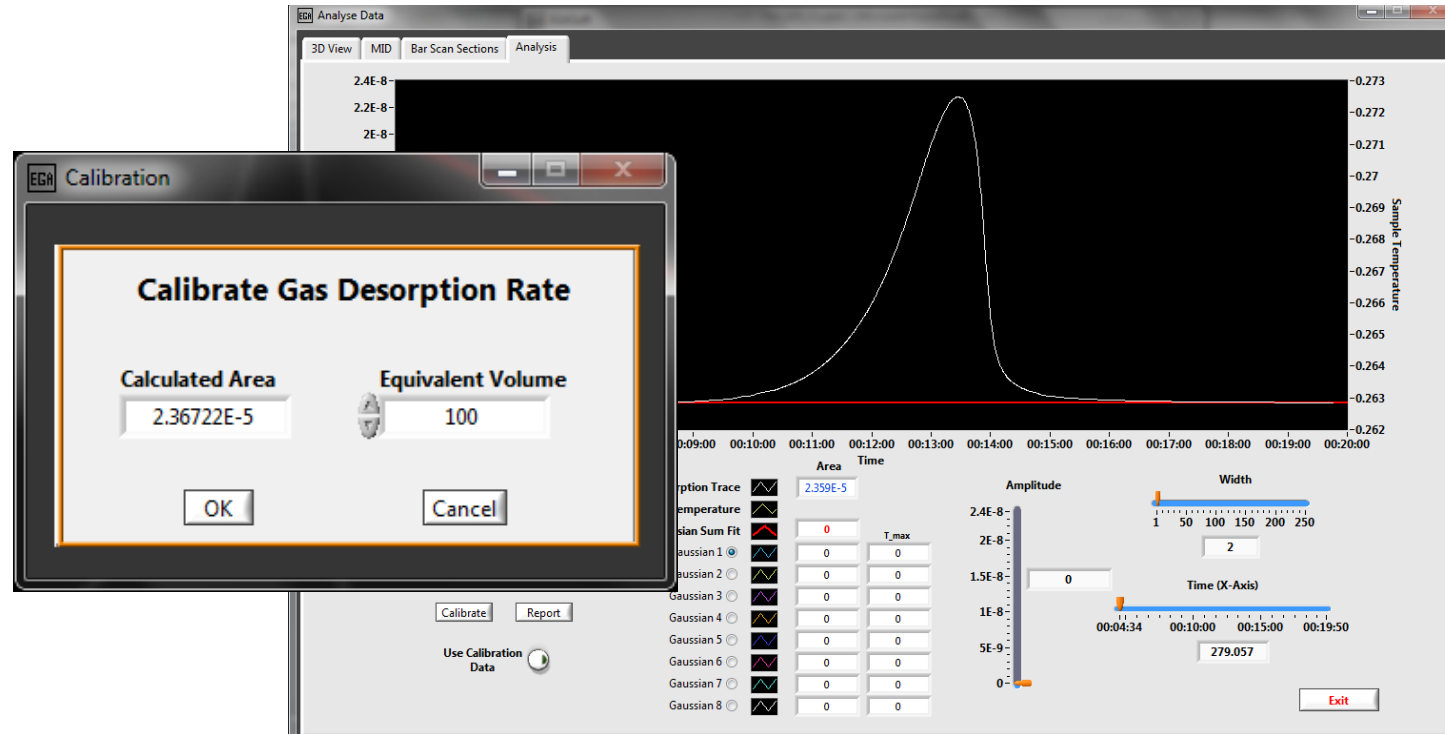 EGA Analyse Data
3D View MID Bar Scan Sections Analysis
2.4E-8
2.2E-8
2E-8
0.273
0.272
0.271
0.27
0.269
0.268
0.267
0.266
0.265
0.264
0.263
0.262
Sample Temperature
EGA Calibration
Calibrate Gas Desorption Rate
Calculated Area Equivalent Volume
2.36722E-5 100
OK Cancel
0:09:00 00:10:00 00:11:00 00:12:00 00:13:00 00:14:00 00:15:00 00:16:00 00:17:00 00:18:00 00:19:00 00:20:00
Time
Area
rption Trace 2.359E-5
emperature
sian Sum Fit 0 T_max
aussian 1 0 0
aussian 2 0 0
Gaussian 3 0 0
Gaussian 4 0 0
Gaussian 5 0 0
Gaussian 6 0 0
Gaussian 7 0 0
Gaussian 8 0 0
Calibrate Report
Use Calibration
Data
Amplitude
2.4E-8
2E-8
1.5E-8
1E-8
5E-9
0
0
Width
1 50 100 150 200 250
2
Time (X-Axis)
00:04:34 00:10:00 00:15:00 00:19:50
279.057
Exit